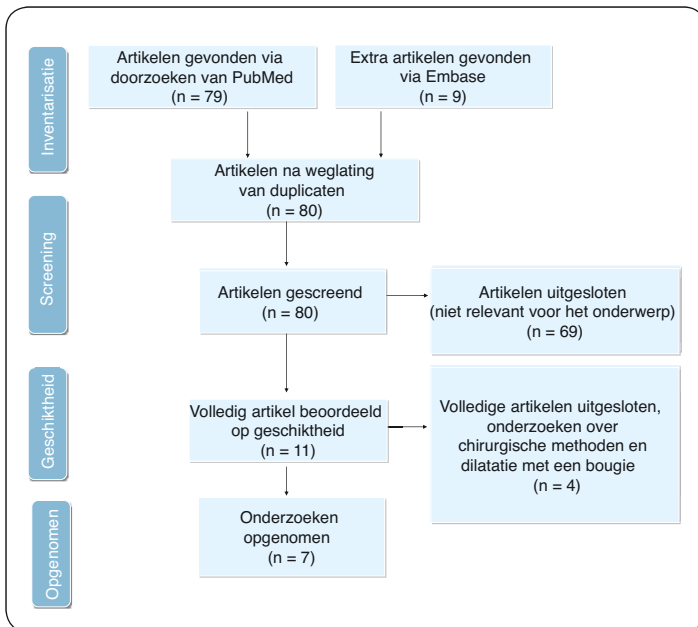 Inventarisatie
Artikelen gevonden via
doorzoeken van PubMed
(n = 79)
Extra artikelen gevonden
via Embase
(n = 9)
Artikelen na weglating
van duplicaten
(n = 80)
Screening
Artikelen gescreend
(n = 80)
Artikelen uitgesloten
(niet relevant voor het onderwerp)
(n = 69)
Geschiktheid
Volledig artikel beoordeeld
op geschiktheid
(n = 11)
Volledige artikelen uitgesloten,
onderzoeken over
chirurgische methoden en
dilatatie met een bougie
(n = 4)
Opgenomen
Onderzoeken
opgenomen
(n = 7)